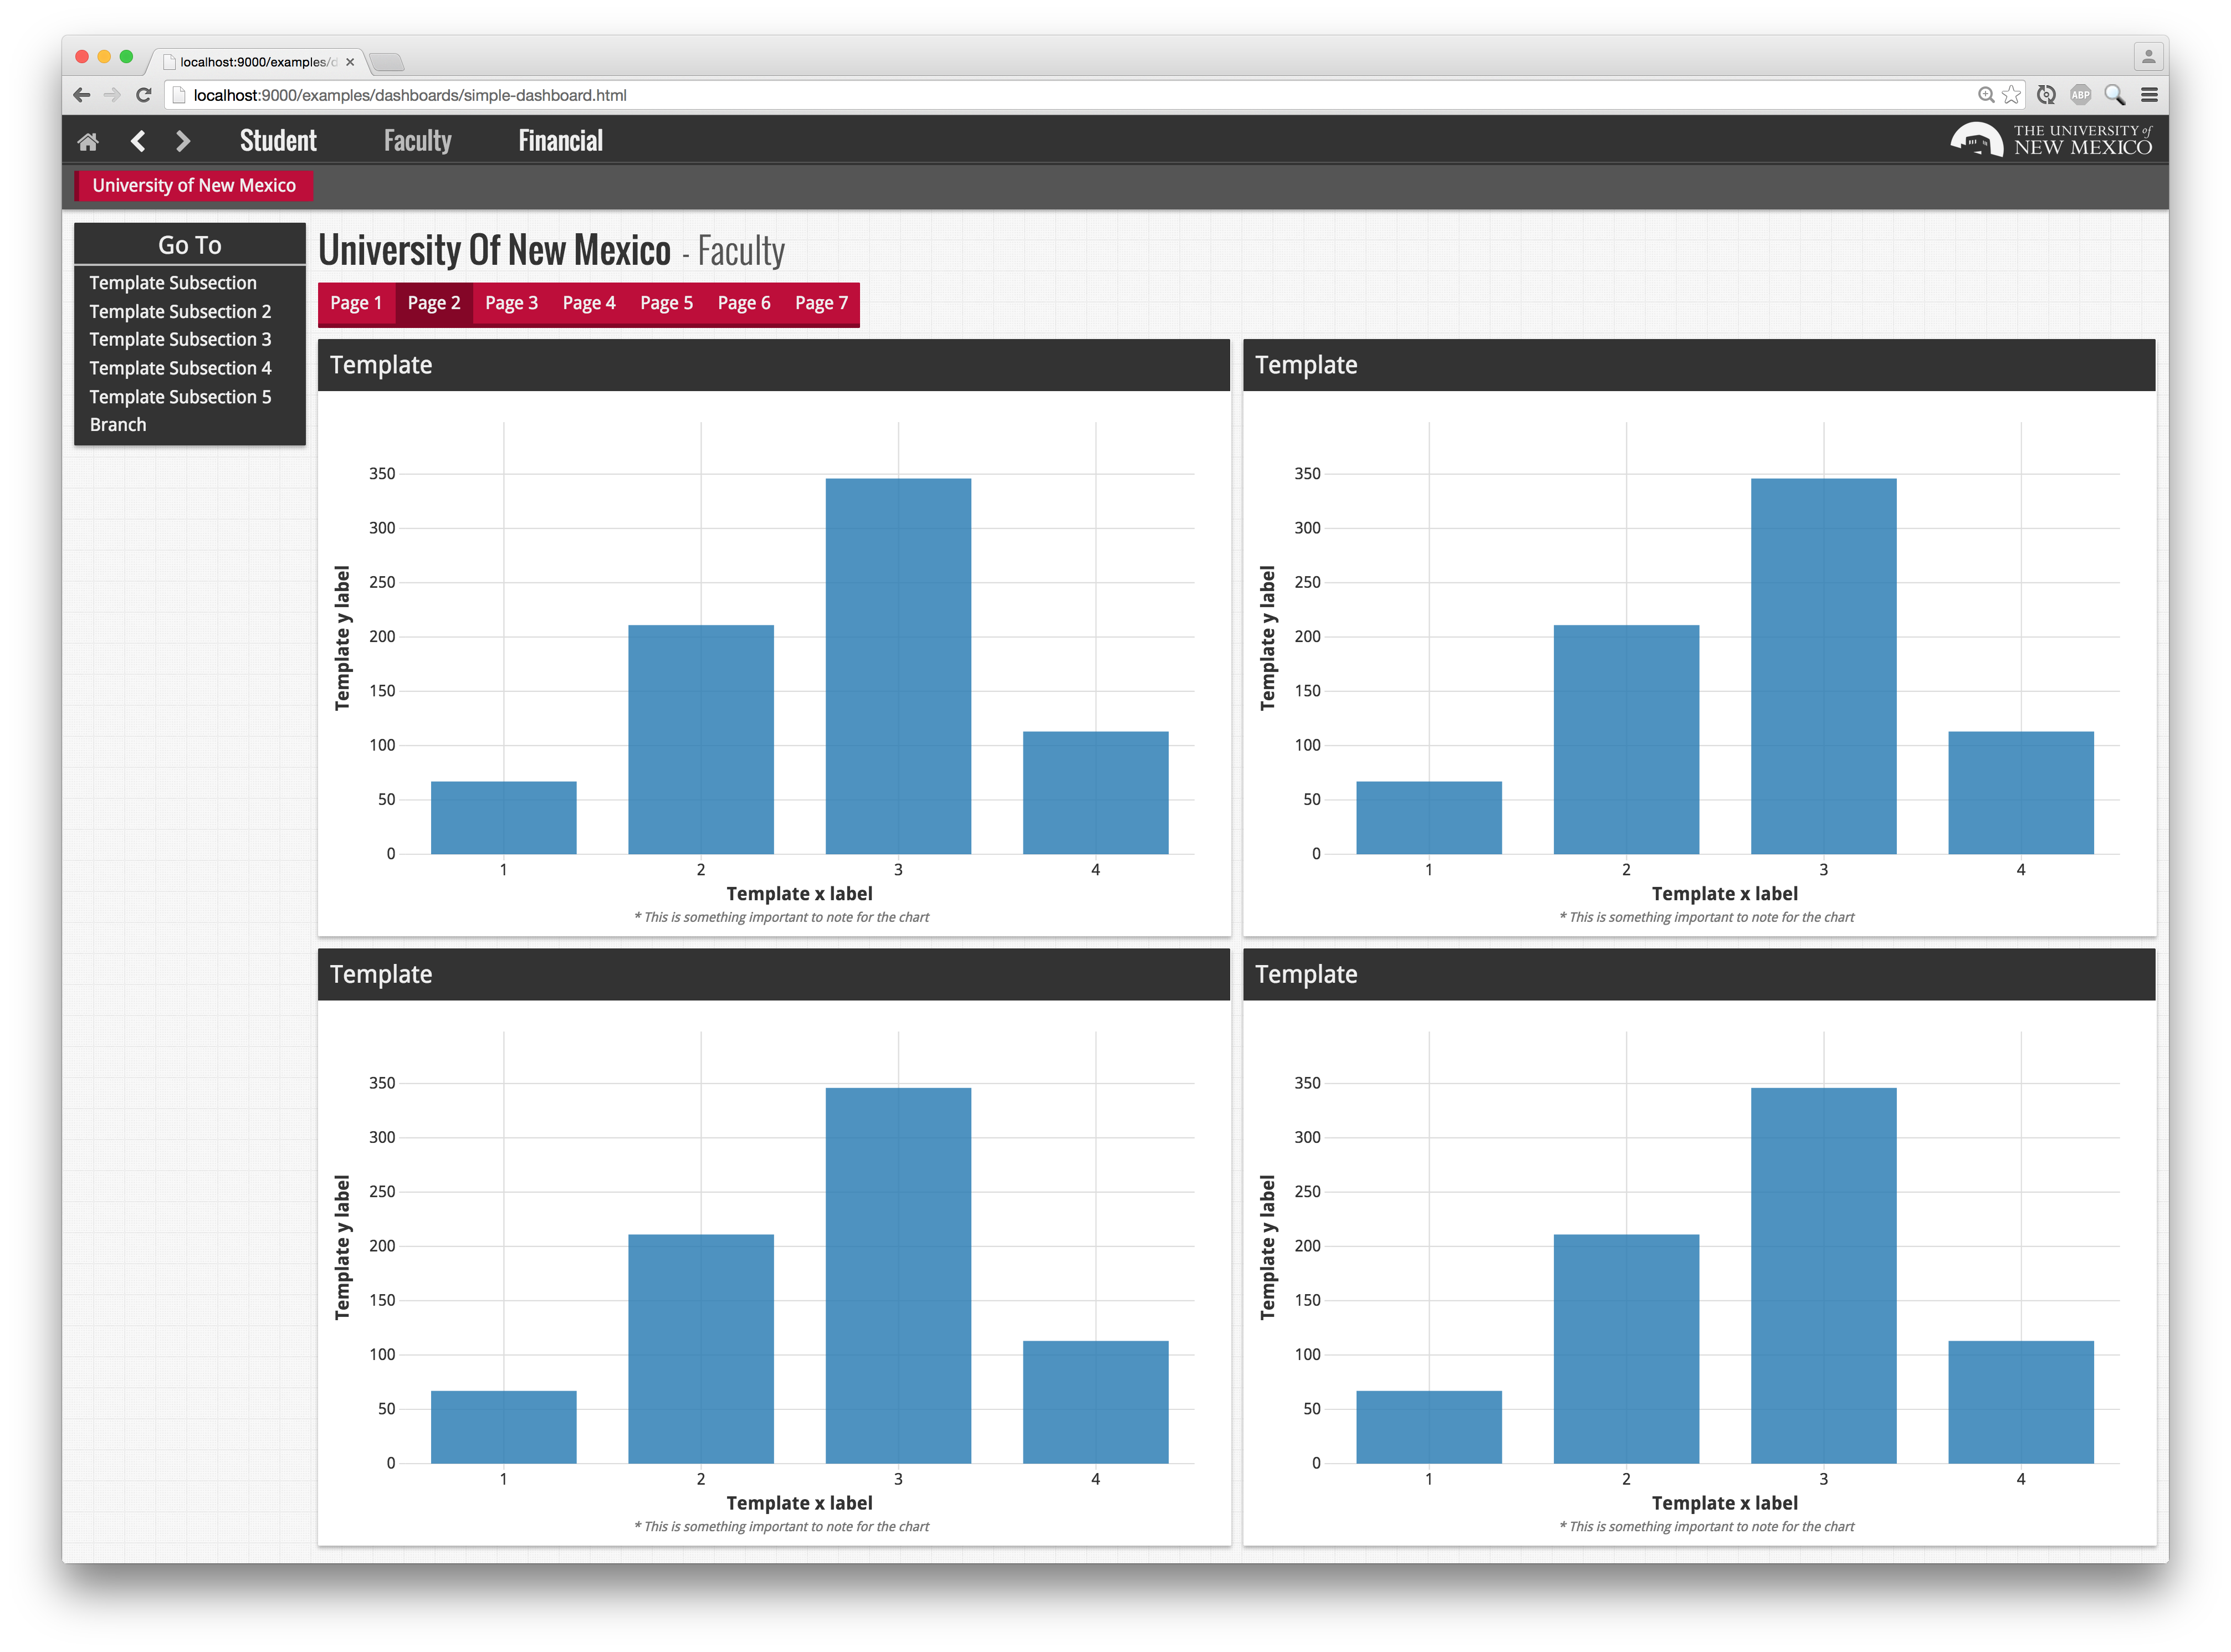 localhost:9000/examples/d
localhost:9000/examples/dashboards/simple-dashboard.html
ABP
Student Faculty Financial
THE UNIVERSITY of
NEW MEXICO
University of New Mexico
Go To
Template Subsection
Template Subsection 2
Template Subsection 3
Template Subsection 4
Template Subsection 5
Branch
University Of New Mexico - Faculty
Page 1 Page 2 Page 3 Page 4 Page 5 Page 6 Page 7
Template
Template y label
350
300
250
200
150
100
50
0
1 2 3 4
Template x label
* This is something important to note for the chart
Template
Template y label
350
300
250
200
150
100
50
0
1 2 3 4
Template x label
* This is something important to note for the chart
Template
Template y label
350
300
250
200
150
100
50
0
1 2 3 4
Template x label
* This is something important to note for the chart
Template
Template y label
350
300
250
200
150
100
50
0
1 2 3 4
Template x label
* This is something important to note for the chart